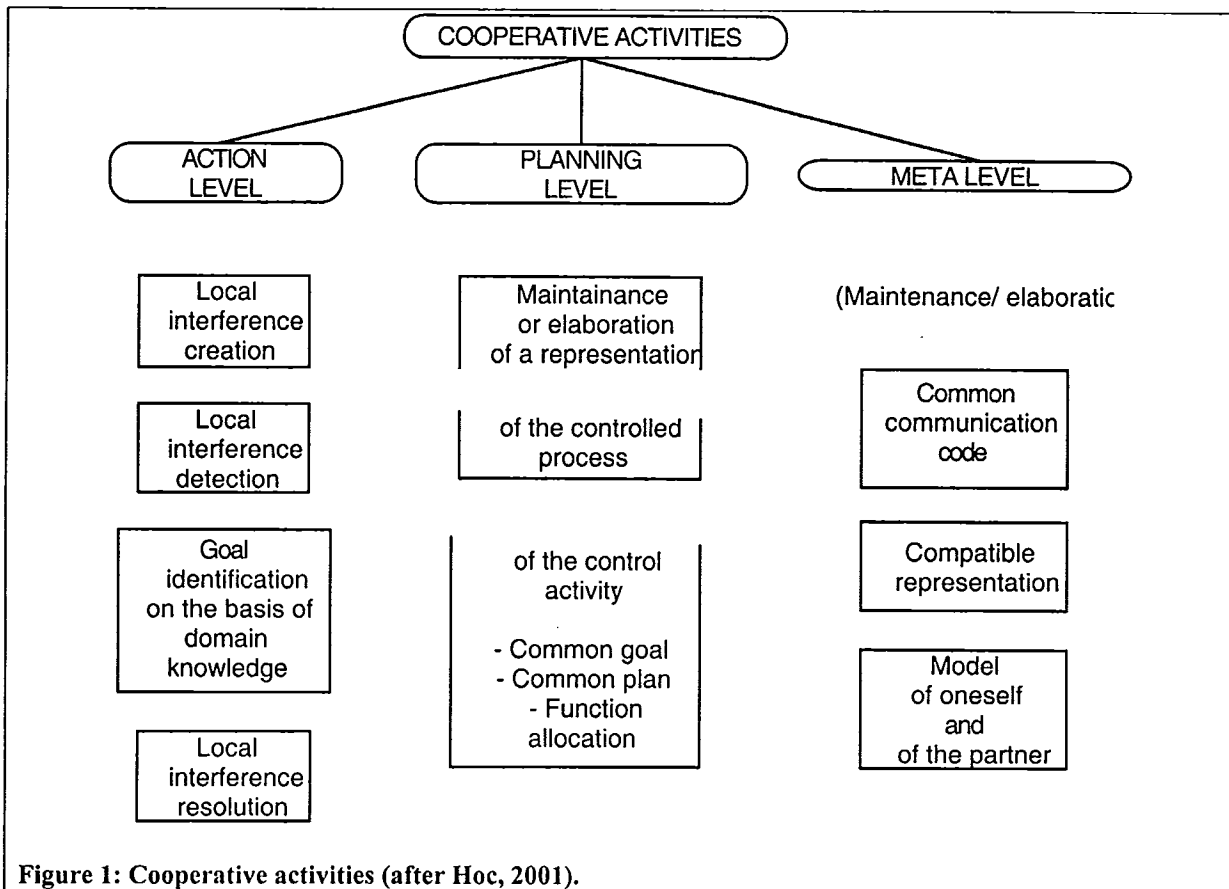 COOPERATIVE ACTIVITIES
ACTION
LEVEL
Local
interference
creation
Local
interference
detection
Goal
identification
on the basis of
domain
knowledge
Local
interference
resolution
PLANNING
LEVEL
Maintainance
or elaboration
of a representation
of the controlled
process
of the control
activity
- Common goal
- Common plan
- Function
allocation
META LEVEL
(Maintenance/ elaboratic
Common
communication
code
Compatible
representation
Model
of oneself
and
of the partner
Figure 1: Cooperative activities (after Hoc, 2001).